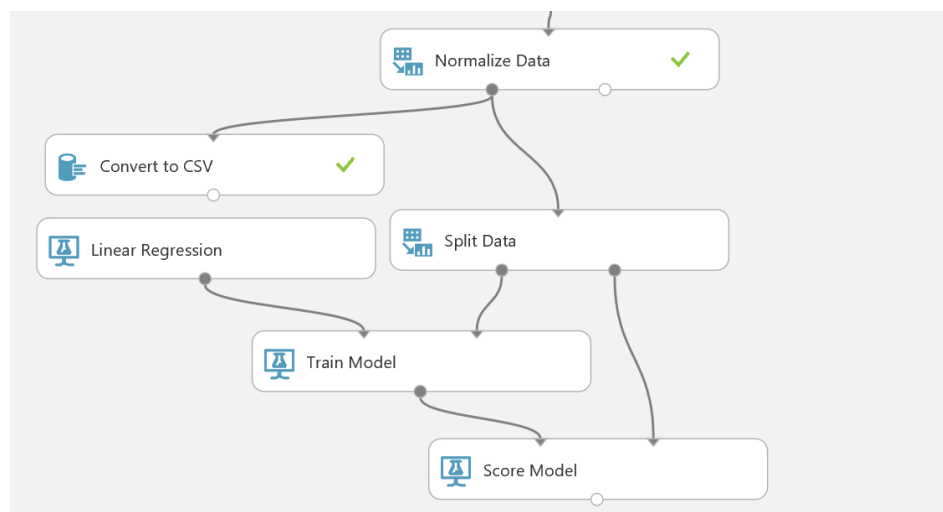 Normalize Data
Convert to CSV
Split Data
Linear Regression
Train Model
Score Model